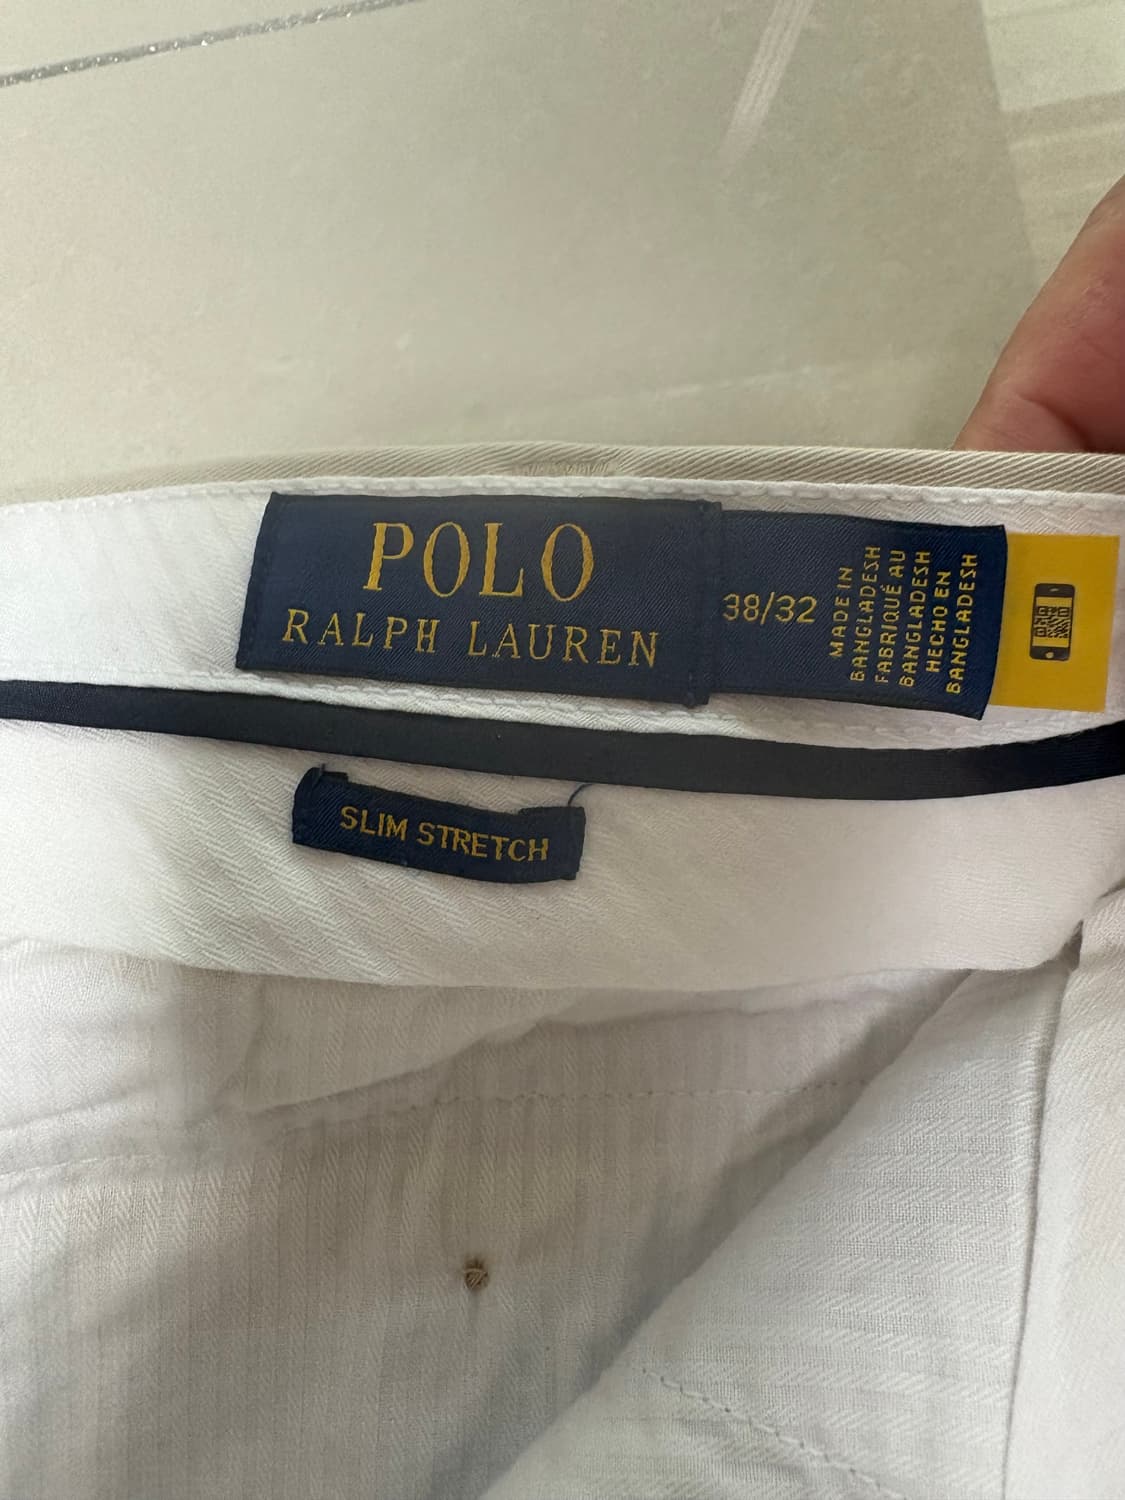 POLO
RALPH LAUREN
38/32
MADE IN
BANGLADESH
FABRIQUÉ AU
BANGLADESH
HECHO EN
BANGLADESH
SLIM STRETCH